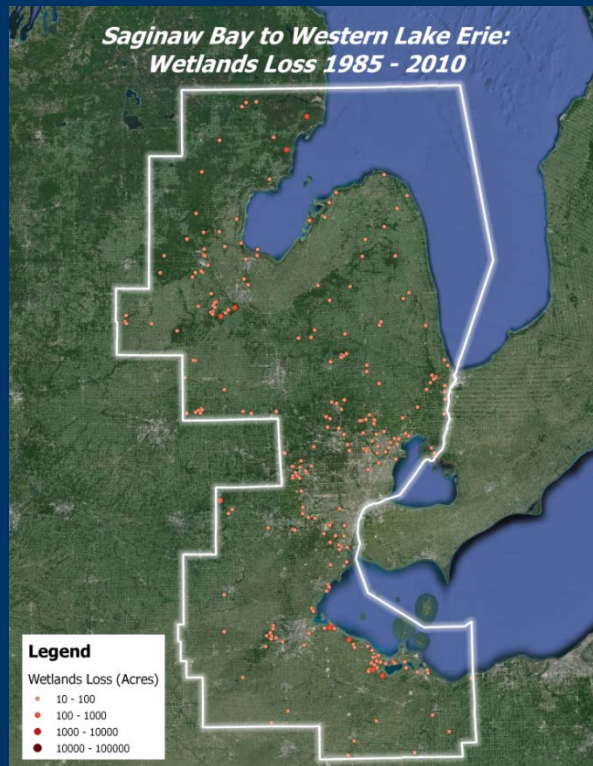 Saginaw Bay to Western Lake Erie:
Wetlands Loss 1985 - 2010
Legend
Wetlands Loss (Acres)
10 - 100
100 - 1000
1000 - 10000
10000 - 100000